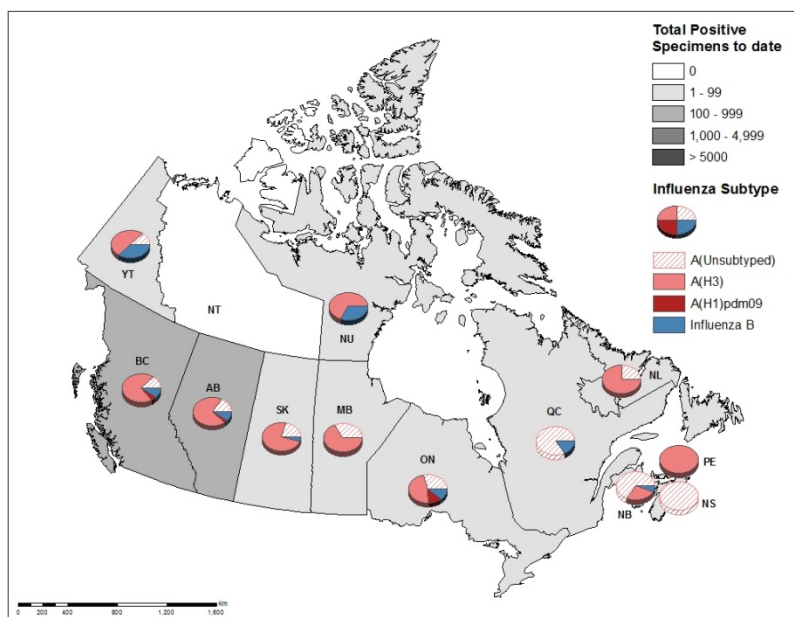 Total Positive
Specimens to date
0
1 - 99
100 - 999
1,000 - 4,999
> 5000
Influenza Subtype
A(Unsubtyped)
A(H3)
A(H1)pdm09
Influenza B
YT
NT
NU
BC
AB
SK
MB
ON
QC
NL
PE
NB
NS
Km
0 200 400 800 1,200 1,600